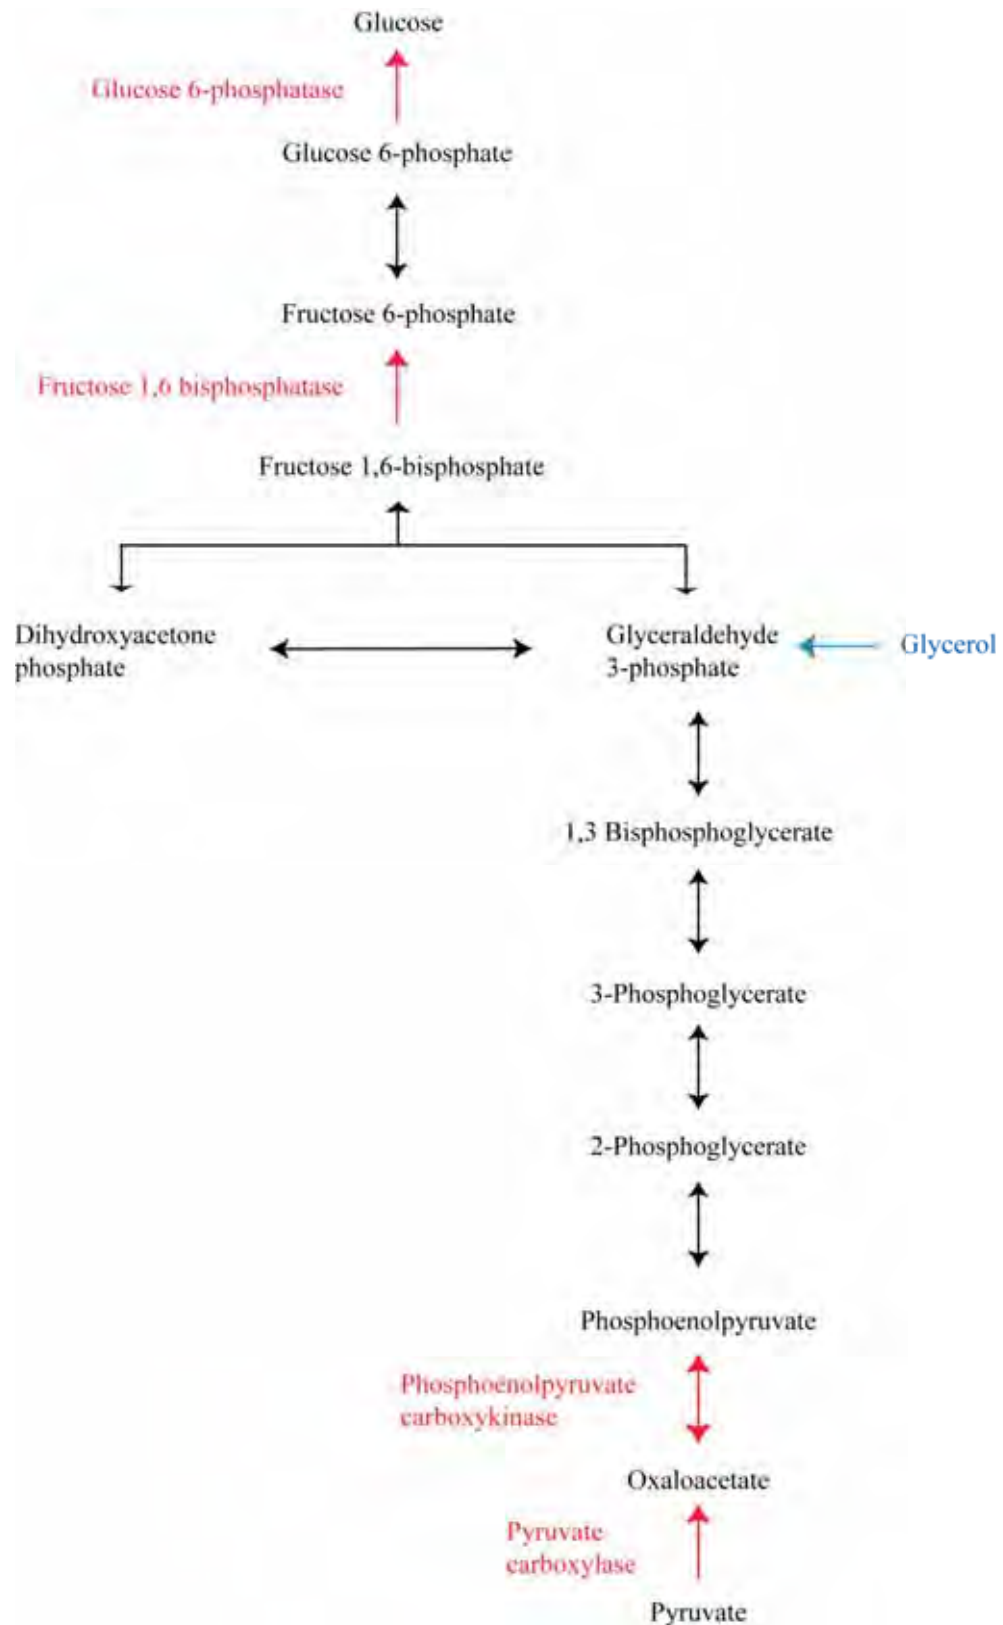 Glucose
Glucose 6-phosphatase
Glucose 6-phosphate
Fructose 6-phosphate
Fructose 1,6 bisphosphatase
Fructose 1,6-bisphosphate
Dihydroxyacetone
phosphate
Glyceraldehyde
3-phosphate
Glycerol
1,3 Bisphosphoglycerate
3-Phosphoglycerate
2-Phosphoglycerate
Phosphoenolpyruvate
Phosphoenolpyruvate
carboxykinase
Oxaloacetate
Pyruvate
carboxylase
Pyruvate